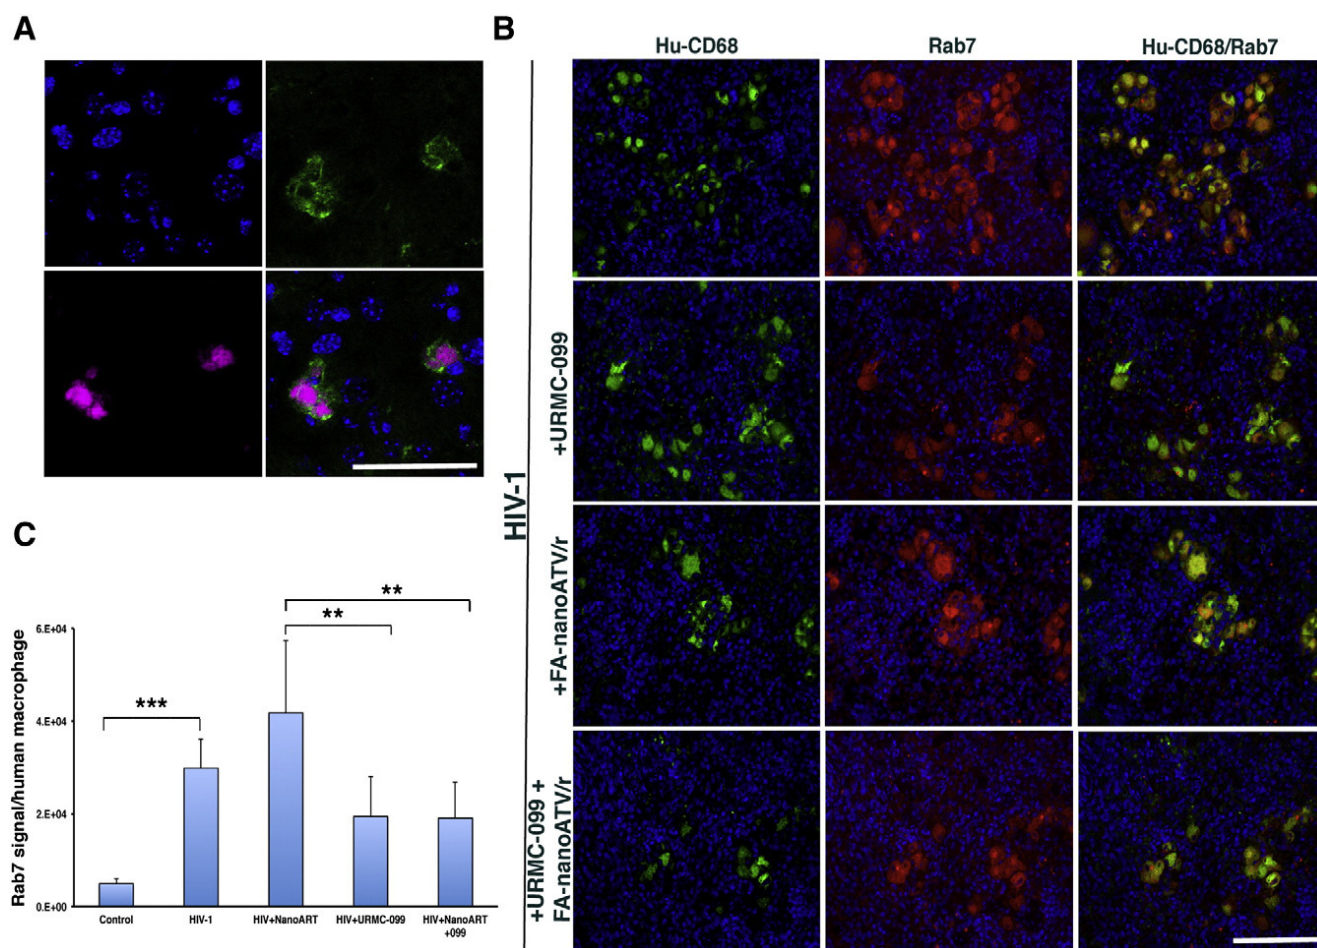 A
B
Hu-CD68
Rab7
Hu-CD68/Rab7
HIV-1
+URMC-099
+FA-nanoATV/r
+URMC-099 +
FA-nanoATV/r
C
Rab7 signal/human macrophage
6.E+04
4.E+04
2.E+04
0.E+00
***
**
**
Control
HIV-1
HIV+NanoART
HIV+URMC-099
HIV+NanoART
+099